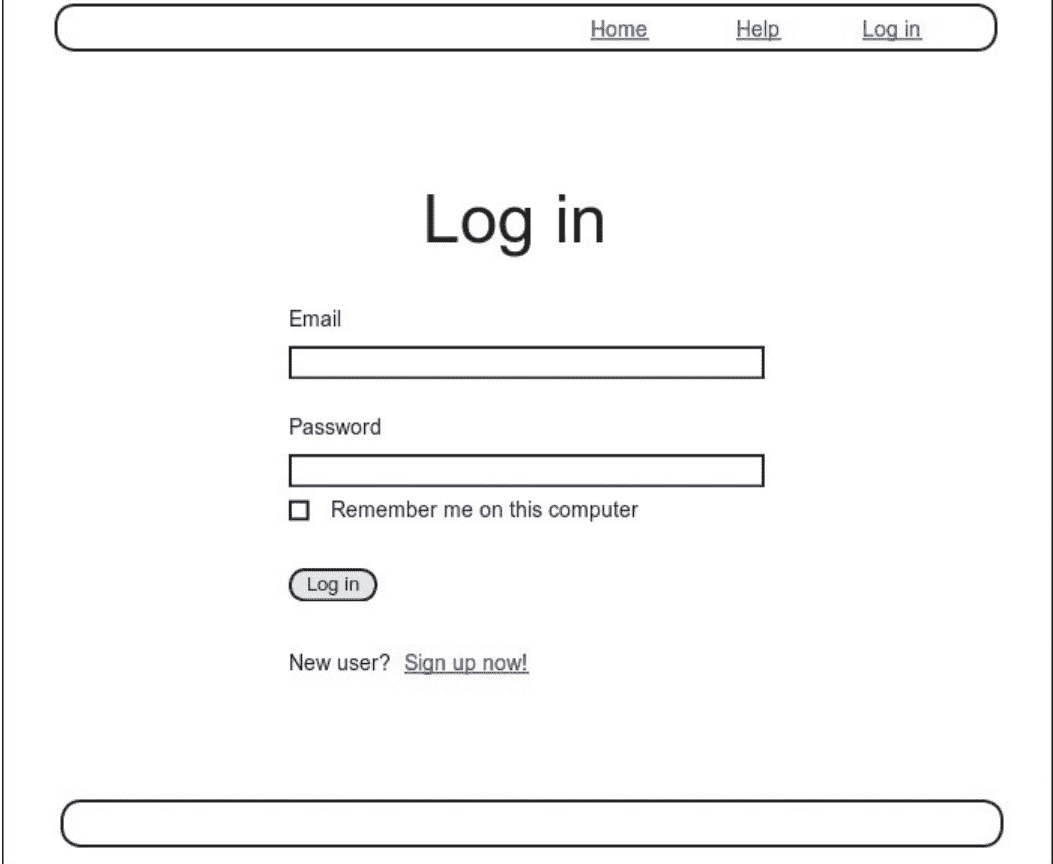 Home Help Log in
Log in
Email
Password
Remember me on this computer
Log in
New user? Sign up now!